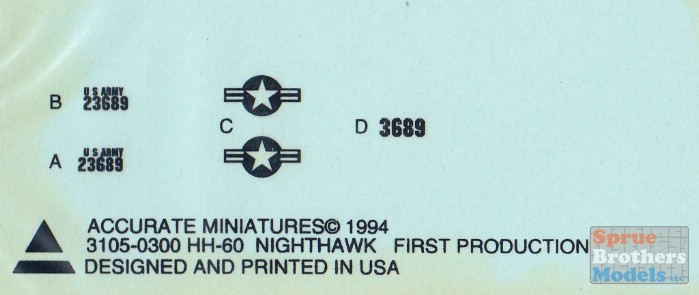 B U S ARMY
23689
C
D 3689
A U S ARMY
23689
ACCURATE MINIATURES© 1994
3105-0300 HH-60 NIGHTHAWK FIRST PRODUCTION
DESIGNED AND PRINTED IN USA
Sprue
Brothers
Models LLC